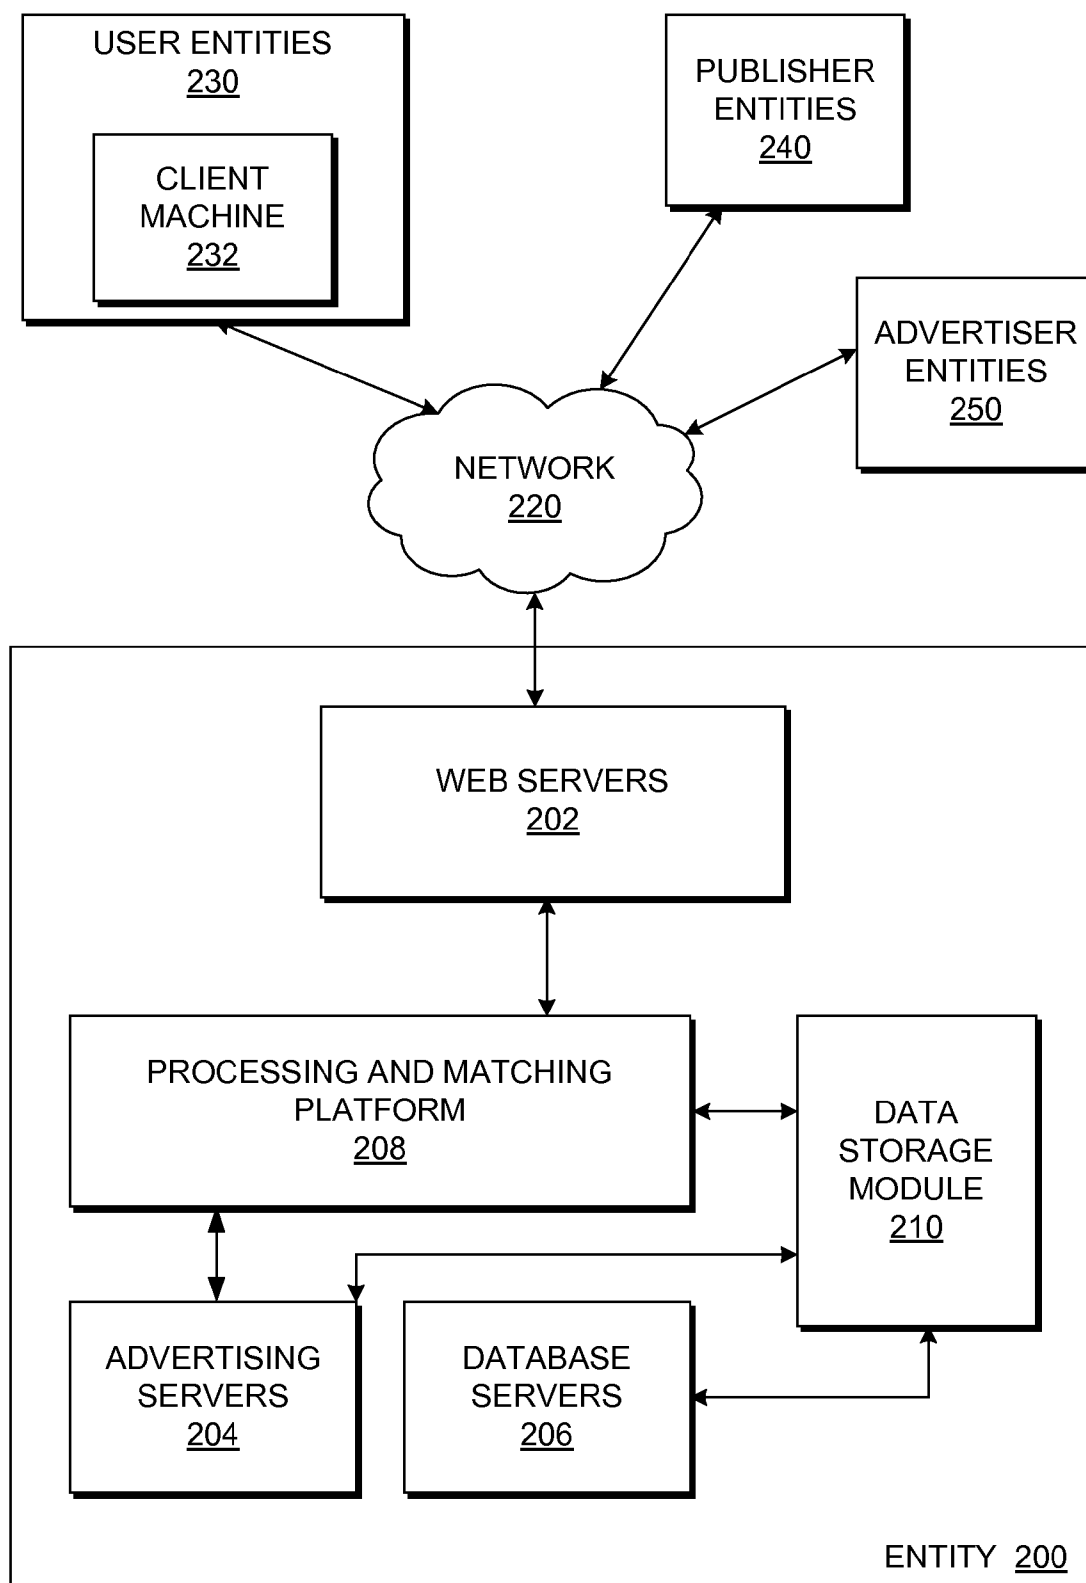 USER ENTITIES
230
CLIENT
MACHINE
232
PUBLISHER
ENTITIES
240
ADVERTISER
ENTITIES
250
NETWORK
220
WEB SERVERS
202
PROCESSING AND MATCHING
PLATFORM
208
DATA
STORAGE
MODULE
210
ADVERTISING
SERVERS
204
DATABASE
SERVERS
206
ENTITY 200